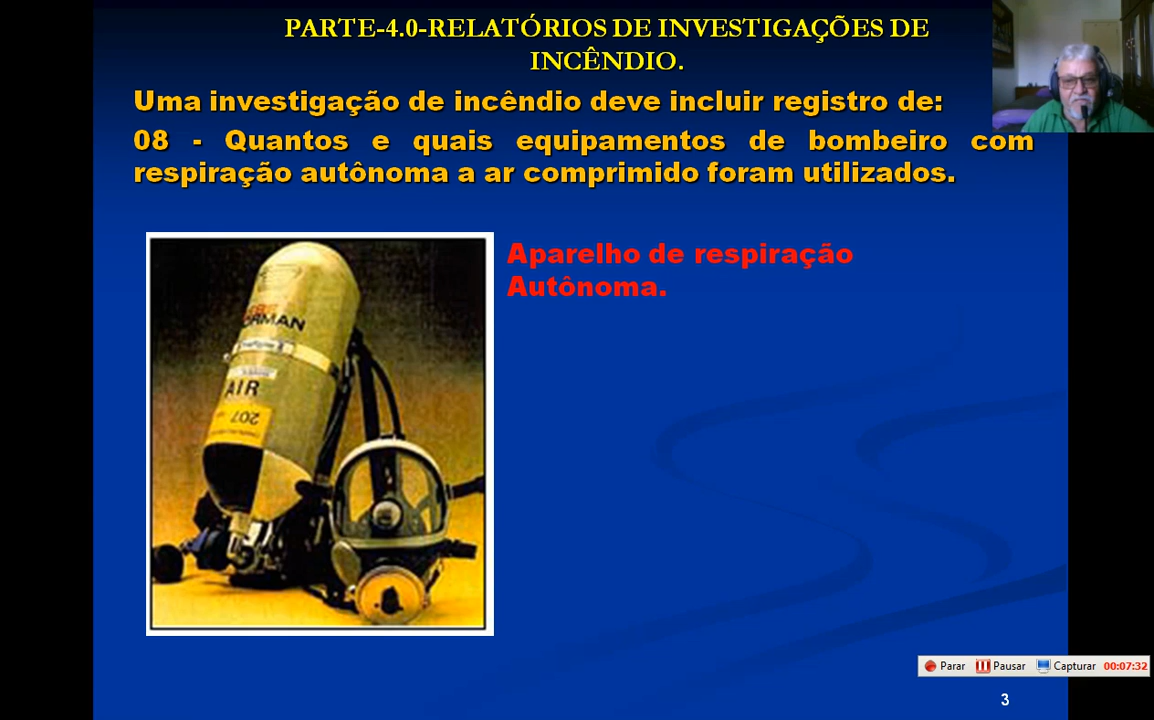 PARTE-4.0-RELATÓRIOS DE INVESTIGAÇÕES DE
INCÊNDIO.
Uma investigação de incêndio deve incluir registro de:
08 - Quantos e quais equipamentos de bombeiro com
respiração autônoma a ar comprimido foram utilizados.
Aparelho de respiração
Autônoma.
AIR
207
Parar Pausar Capturar 00:07:32
3